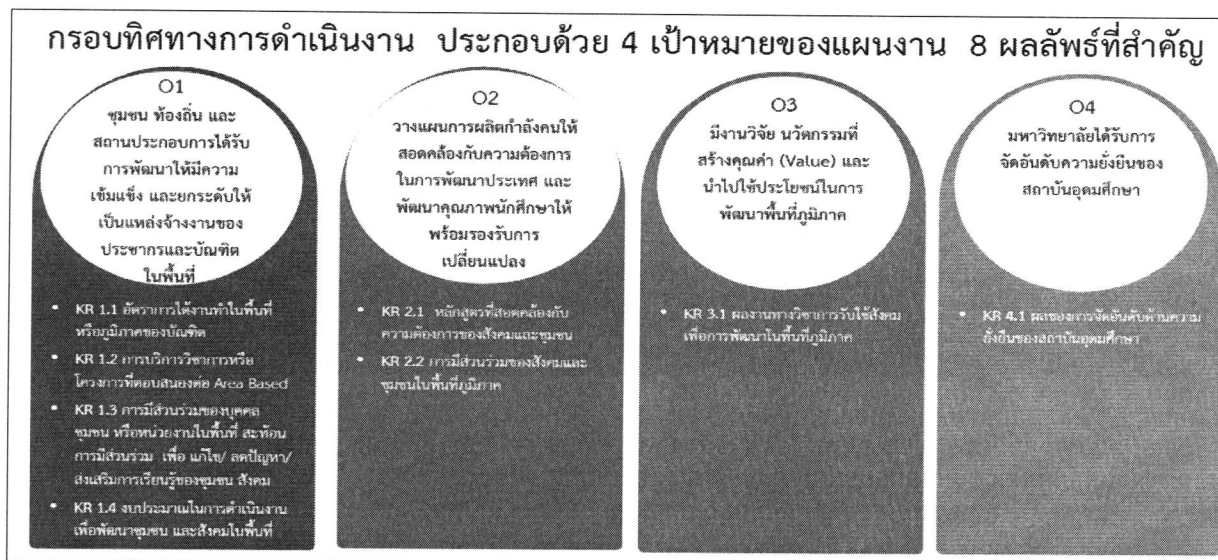 กรอบทิศทางการดำเนินงาน ประกอบด้วย 4 เป้าหมายของแผนงาน 8 ผลลัพธ์ที่สำคัญ
O1
ชุมชน ท้องถิ่น และ
สถานประกอบการได้รับ
การพัฒนาให้มีความ
เข้มแข็ง และยกระดับให้
เป็นแหล่งจ้างงานของ
ประชากรและบัณฑิต
ในพื้นที่
• KR 1.1 อัตราการได้งานทำในพื้นที่
หรือภูมิภาคของบัณฑิต
• KR 1.2 การบริการวิชาการหรือ
โครงการที่ตอบสนองต่อ Area Based
• KR 1.3 การมีส่วนร่วมของบุคคล
ชุมชน หรือหน่วยงานในพื้นที่ สะท้อน
การมีส่วนร่วม เพื่อ แก้ไข/ ลดปัญหา/
ส่งเสริมการเรียนรู้ของชุมชน สังคม
• KR 1.4 งบประมาณในการดำเนินงาน
เพื่อพัฒนาชุมชน และสังคมในพื้นที่
O2
วางแผนการผลิตกำลังคนให้
สอดคล้องกับความต้องการ
ในการพัฒนาประเทศ และ
พัฒนาคุณภาพนักศึกษาให้
พร้อมรองรับการ
เปลี่ยนแปลง
• KR 2.1 หลักสูตรที่สอดคล้องกับ
ความต้องการของสังคมและชุมชน
• KR 2.2 การมีส่วนร่วมของสังคมและ
ชุมชนในพื้นที่ภูมิภาค
O3
มีงานวิจัย นวัตกรรมที่
สร้างคุณค่า (Value) และ
นำไปใช้ประโยชน์ในการ
พัฒนาพื้นที่ภูมิภาค
• KR 3.1 ผลงานทางวิชาการรับใช้สังคม
เพื่อการพัฒนาในพื้นที่ภูมิภาค
O4
มหาวิทยาลัยได้รับการ
จัดอันดับความยั่งยืนของ
สถาบันอุดมศึกษา
• KR 4.1 ผลของการจัดอันดับด้านความ
ยั่งยืนของสถาบันอุดมศึกษา